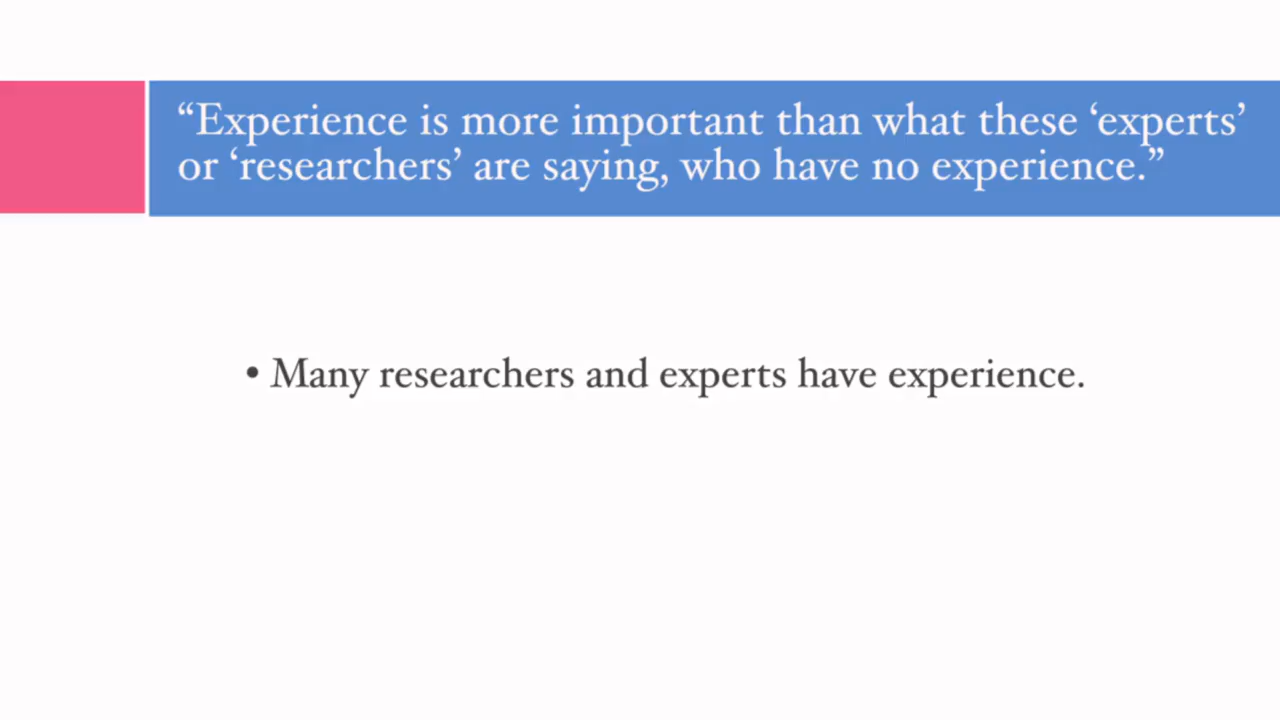 “Experience is more important than what these ‘experts’
or ‘researchers’ are saying, who have no experience.”
• Many researchers and experts have experience.